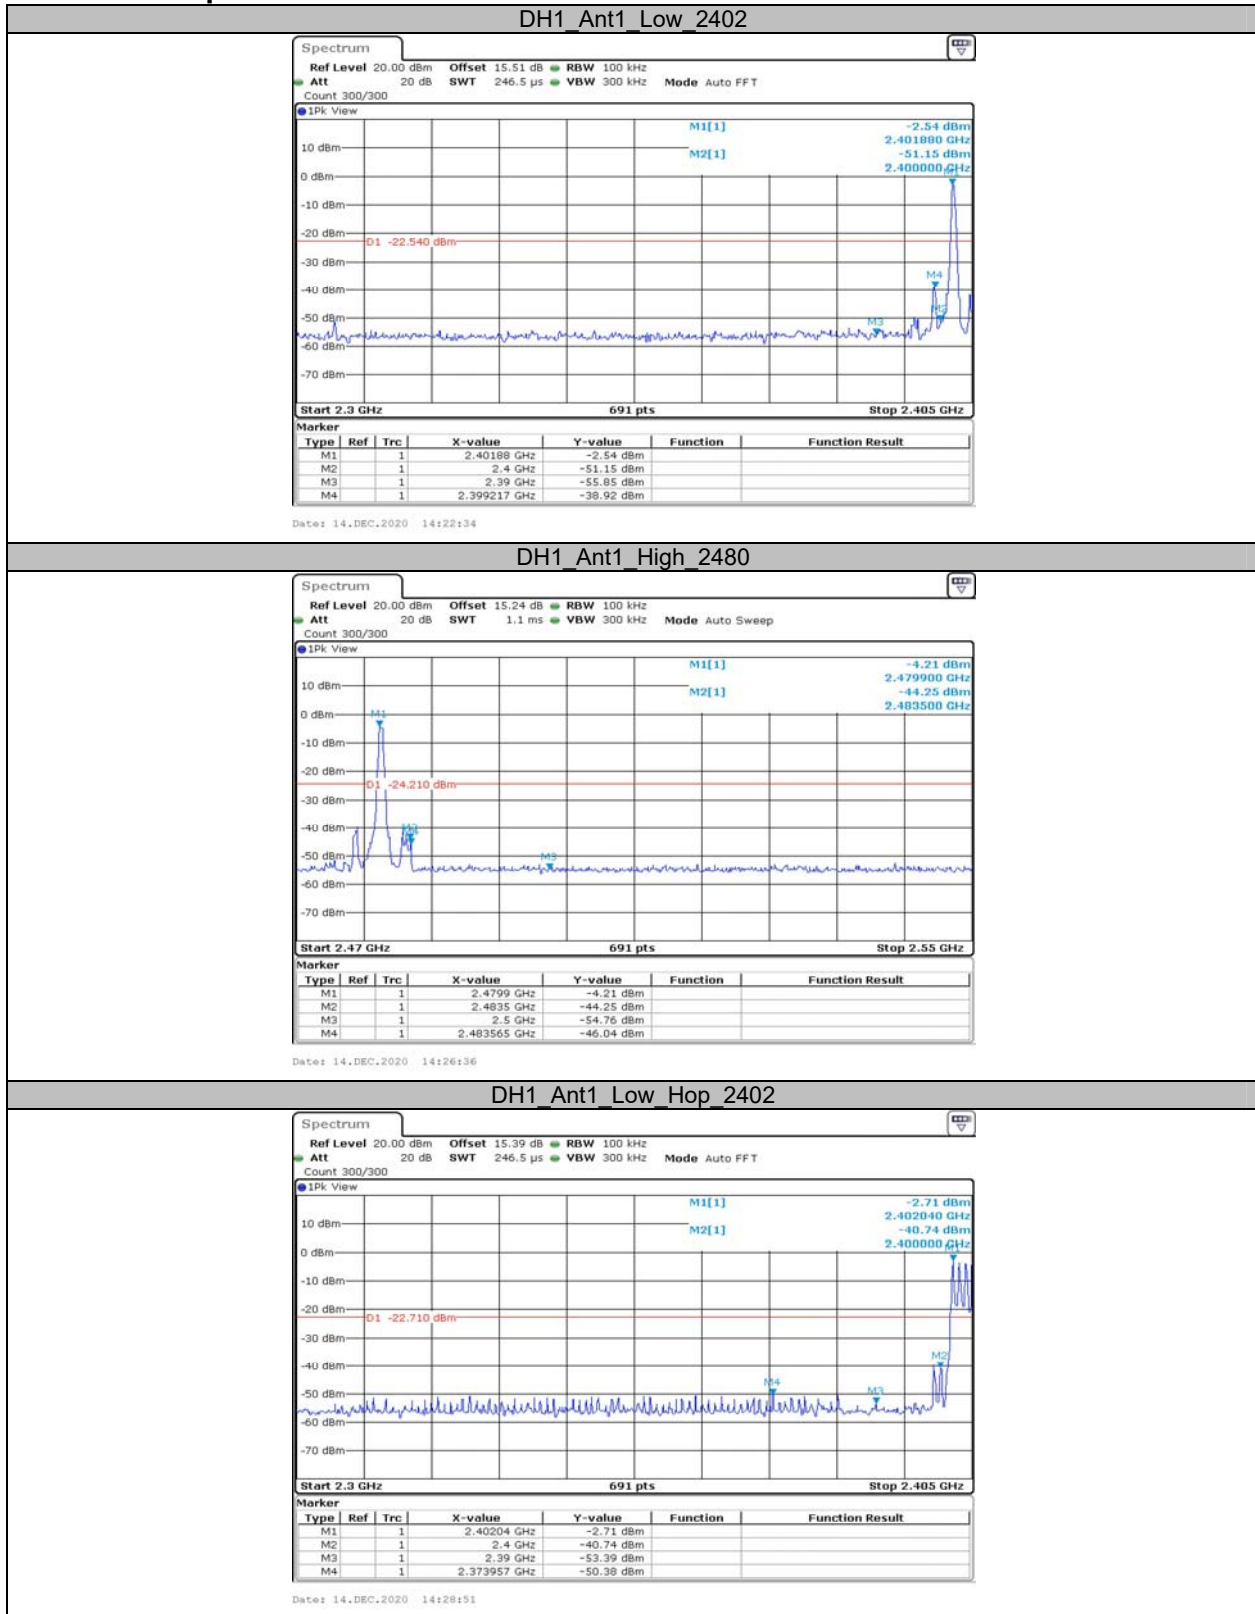 DH1_Ant1_Low_2402
Spectrum
Ref Level 20.00 dBm Offset 15.51 dB RBW 100 kHz
Att 20 dB SWT 246.5 µs VBW 300 kHz Mode Auto FFT
Count 300/300
1Pk View
M1[1] -2.54 dBm
2.401880 GHz
10 dBm
M2[1] -51.15 dBm
2.400000 GHz
0 dBm
M1
-10 dBm
-20 dBm
D1 -22.540 dBm
-30 dBm
M4
-40 dBm
M2
-50 dBm
M3
-60 dBm
-70 dBm
Start 2.3 GHz 691 pts Stop 2.405 GHz
Marker
Type Ref Trc X-value Y-value Function Function Result
M1 1 2.40188 GHz -2.54 dBm
M2 1 2.4 GHz -51.15 dBm
M3 1 2.39 GHz -55.85 dBm
M4 1 2.399217 GHz -38.92 dBm
Date: 14.DEC.2020 14:22:34
DH1_Ant1_High_2480
Spectrum
Ref Level 20.00 dBm Offset 15.24 dB RBW 100 kHz
Att 20 dB SWT 1.1 ms VBW 300 kHz Mode Auto Sweep
Count 300/300
1Pk View
M1[1] -4.21 dBm
2.479900 GHz
10 dBm
M2[1] -44.25 dBm
2.483500 GHz
0 dBm
M1
-10 dBm
-20 dBm
D1 -24.210 dBm
-30 dBm
-40 dBm
-50 dBm
M3
-60 dBm
-70 dBm
Start 2.47 GHz 691 pts Stop 2.55 GHz
Marker
Type Ref Trc X-value Y-value Function Function Result
M1 1 2.4799 GHz -4.21 dBm
M2 1 2.4835 GHz -44.25 dBm
M3 1 2.5 GHz -54.76 dBm
M4 1 2.483565 GHz -46.04 dBm
Date: 14.DEC.2020 14:26:36
DH1_Ant1_Low_Hop_2402
Spectrum
Ref Level 20.00 dBm Offset 15.39 dB RBW 100 kHz
Att 20 dB SWT 246.5 µs VBW 300 kHz Mode Auto FFT
Count 300/300
1Pk View
M1[1] -2.71 dBm
2.402040 GHz
10 dBm
M2[1] -40.74 dBm
2.400000 GHz
0 dBm
M1
-10 dBm
-20 dBm
D1 -22.710 dBm
-30 dBm
M2
-40 dBm
M4
-50 dBm
M3
-60 dBm
-70 dBm
Start 2.3 GHz 691 pts Stop 2.405 GHz
Marker
Type Ref Trc X-value Y-value Function Function Result
M1 1 2.40204 GHz -2.71 dBm
M2 1 2.4 GHz -40.74 dBm
M3 1 2.39 GHz -53.39 dBm
M4 1 2.373957 GHz -50.38 dBm
Date: 14.DEC.2020 14:28:51